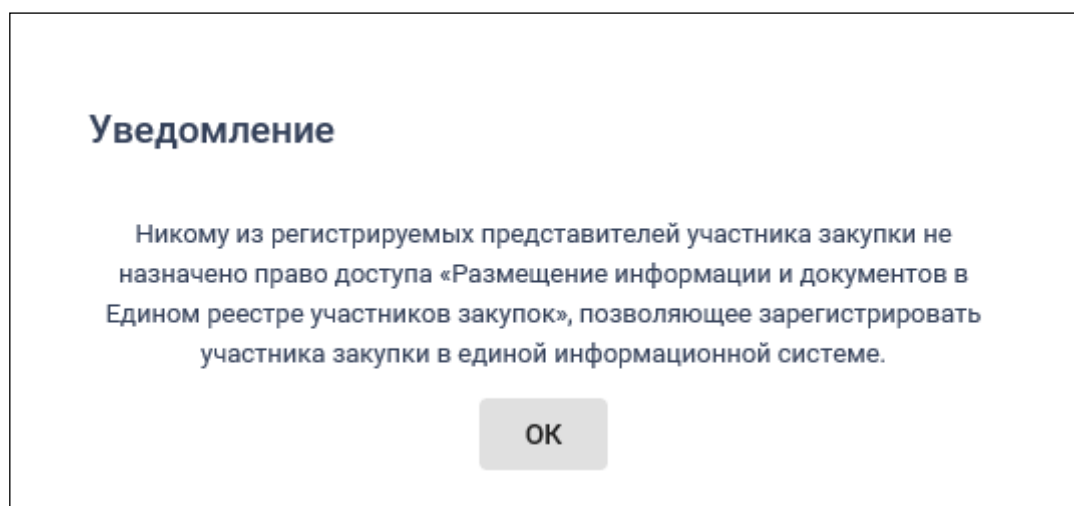 Уведомление
Никому из регистрируемых представителей участника закупки не
назначено право доступа «Размещение информации и документов в
Едином реестре участников закупок», позволяющее зарегистрировать
участника закупки в единой информационной системе.
ОК